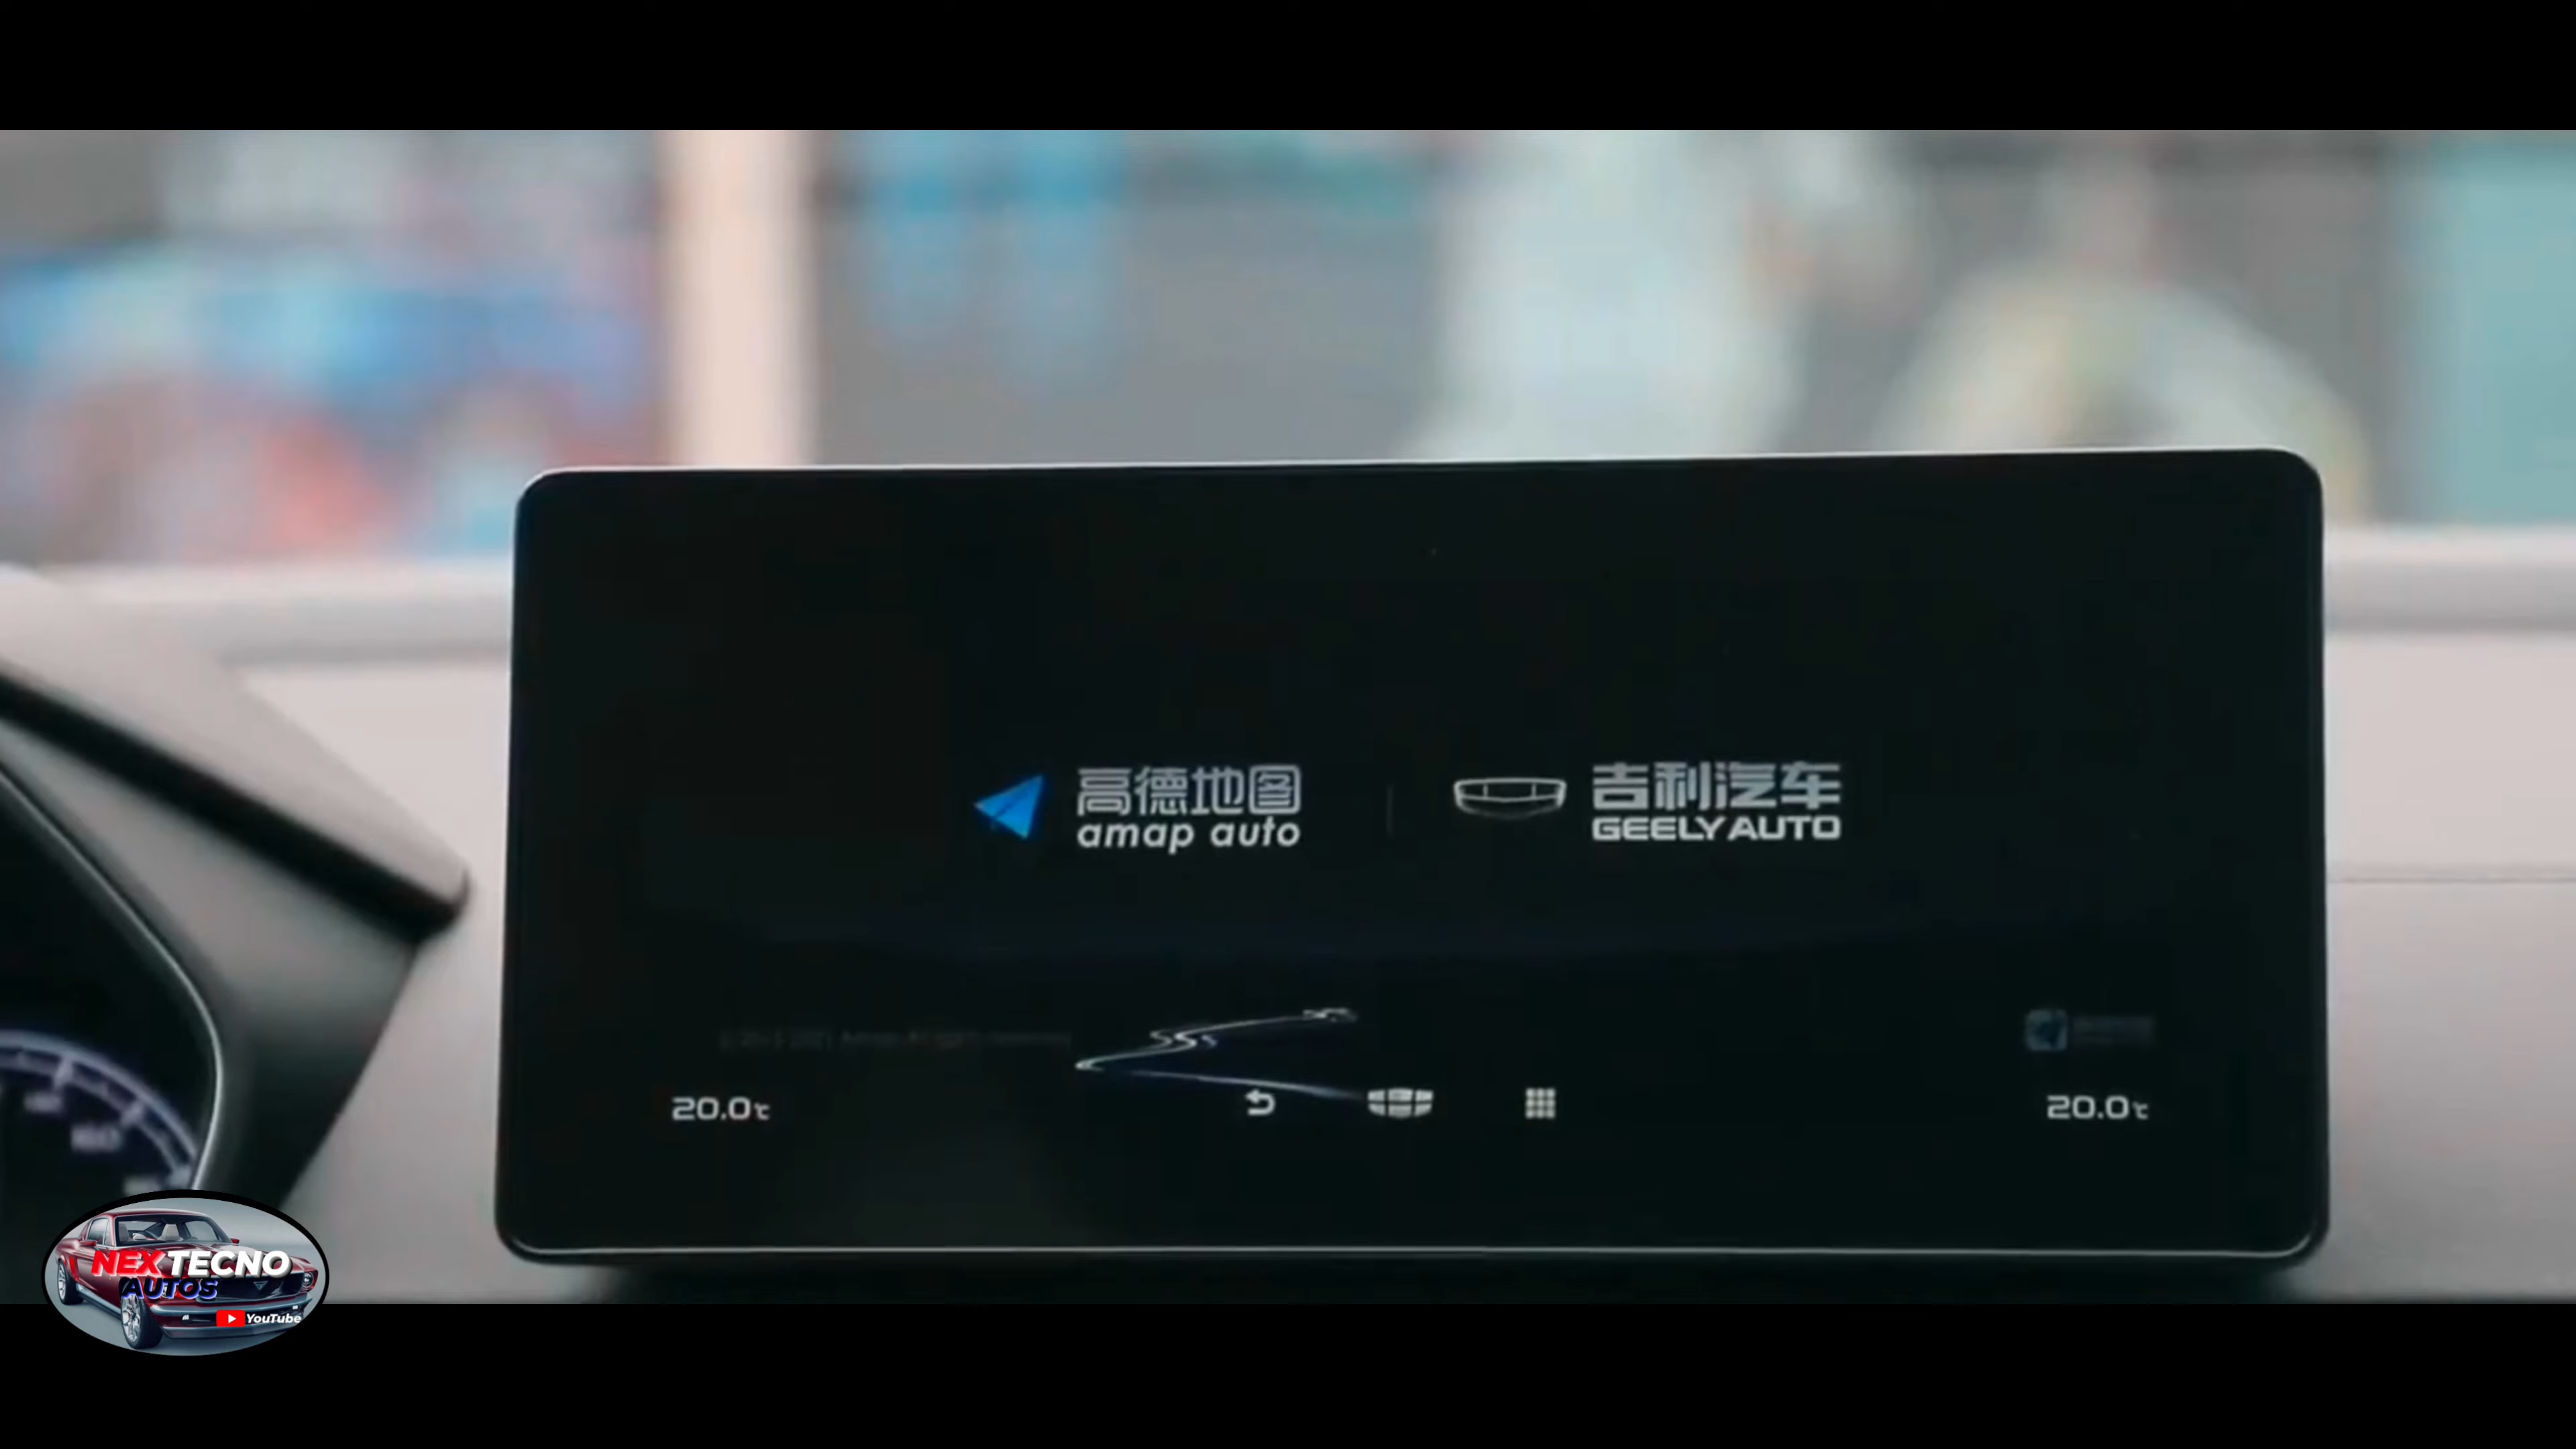 高德地图
amap auto
吉利汽车
GEELY AUTO
20.0℃
20.0℃
NEXTECNO
AUTOS
YouTube